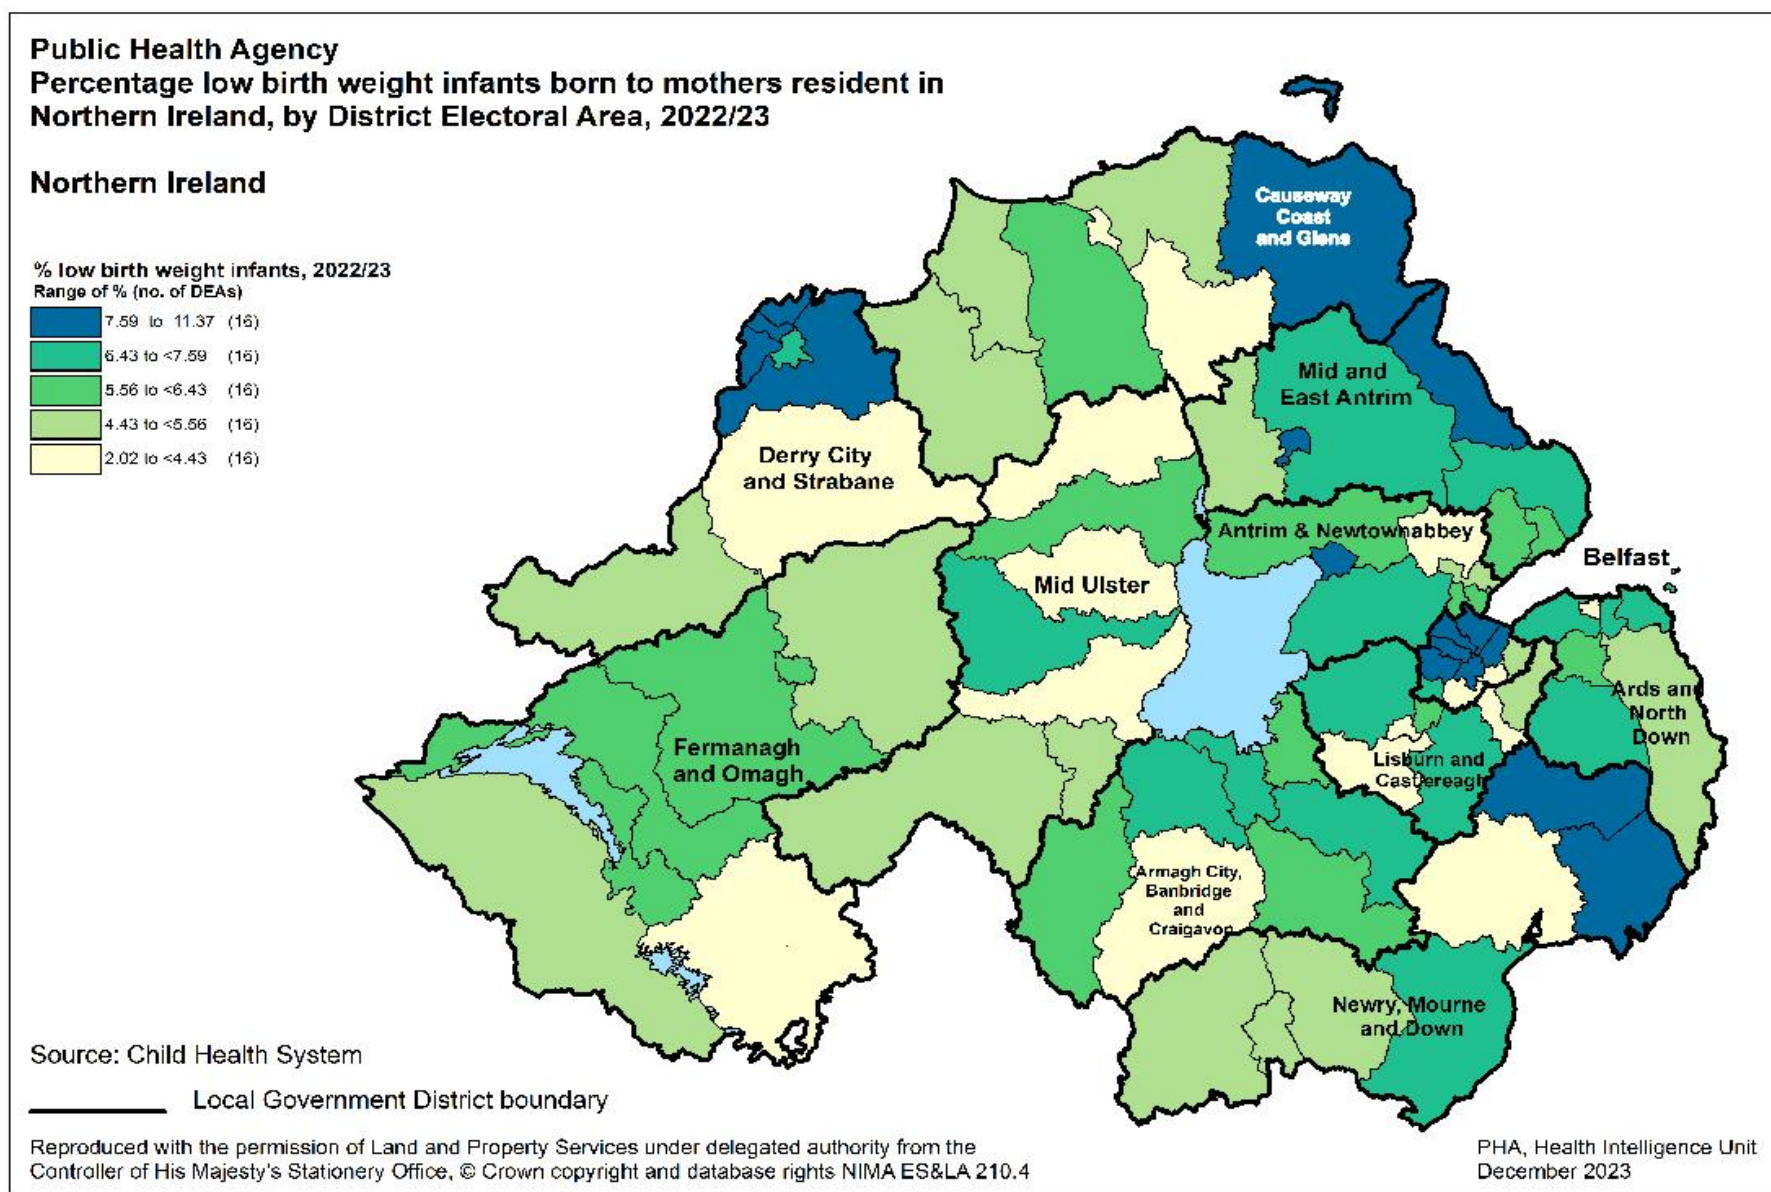 Public Health Agency
Percentage low birth weight infants born to mothers resident in
Northern Ireland, by District Electoral Area, 2022/23
Northern Ireland
% low birth weight infants, 2022/23
Range of % (no. of DEAs)
7.59 to 11.37 (16)
6.43 to <7.59 (16)
5.56 to <6.43 (16)
4.43 to <5.56 (16)
2.02 to <4.43 (16)
Causeway
Coast
and Glens
Mid and
East Antrim
Derry City
and Strabane
Antrim & Newtownabbey
Belfast
Mid Ulster
Ards and
North
Down
Fermanagh
and Omagh
Lisburn and
Castlereagh
Armagh City,
Banbridge
and
Craigavon
Newry, Mourne
and Down
Source: Child Health System
Local Government District boundary
Reproduced with the permission of Land and Property Services under delegated authority from the
Controller of His Majesty's Stationery Office, © Crown copyright and database rights NIMA ES&LA 210.4
PHA, Health Intelligence Unit
December 2023